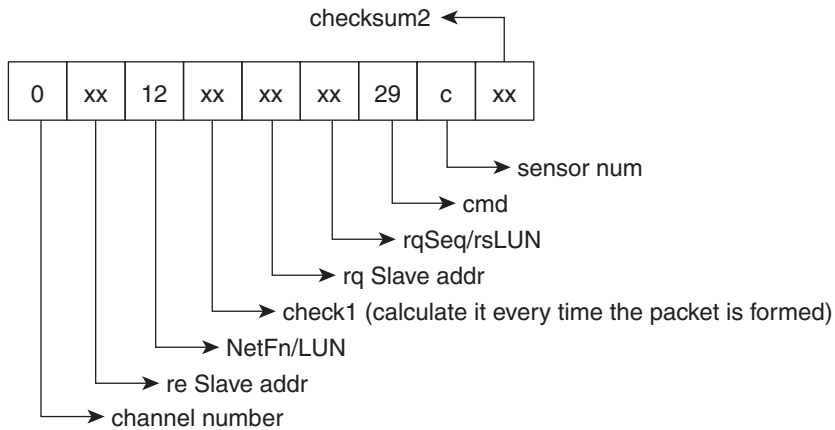 checksum2
0 xx 12 xx xx xx 29 c xx
sensor num
cmd
rqSeq/rsLUN
rq Slave addr
check1 (calculate it every time the packet is formed)
NetFn/LUN
re Slave addr
channel number